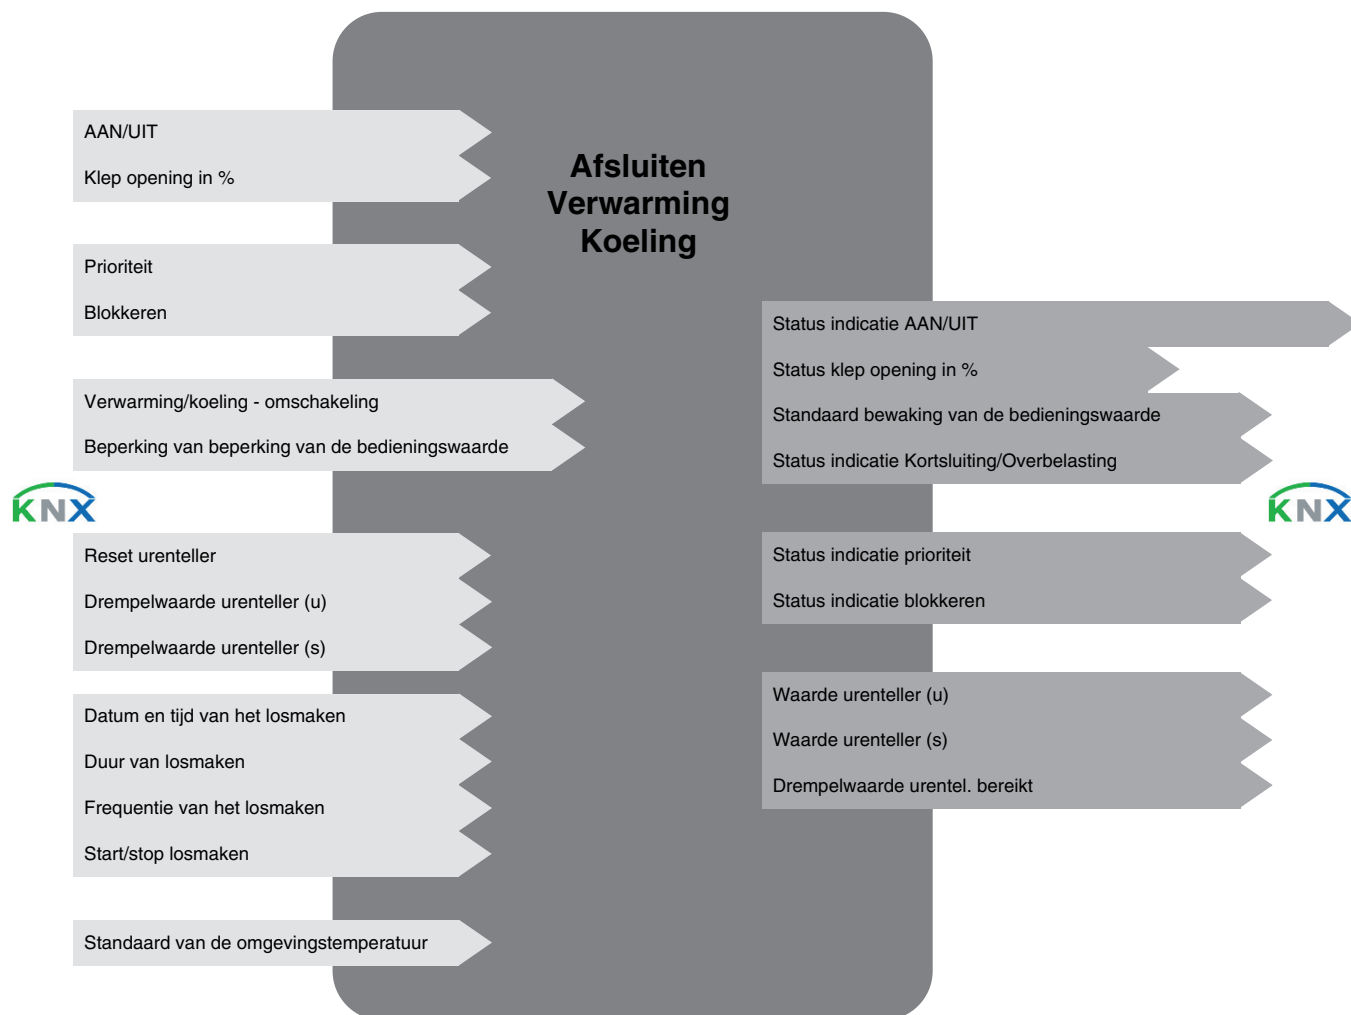 Afsluiten
Verwarming
Koeling
AAN/UIT
Klep opening in %
Prioriteit
Blokkeren
Verwarming/koeling - omschakeling
Beperking van beperking van de bedieningswaarde
KNX
Reset urenteller
Drempelwaarde urenteller (u)
Drempelwaarde urenteller (s)
Datum en tijd van het losmaken
Duur van losmaken
Frequentie van het losmaken
Start/stop losmaken
Standaard van de omgevingstemperatuur
Status indicatie AAN/UIT
Status klep opening in %
Standaard bewaking van de bedieningswaarde
Status indicatie Kortsluiting/Overbelasting
KNX
Status indicatie prioriteit
Status indicatie blokkeren
Waarde urenteller (u)
Waarde urenteller (s)
Drempelwaarde urentel. bereikt